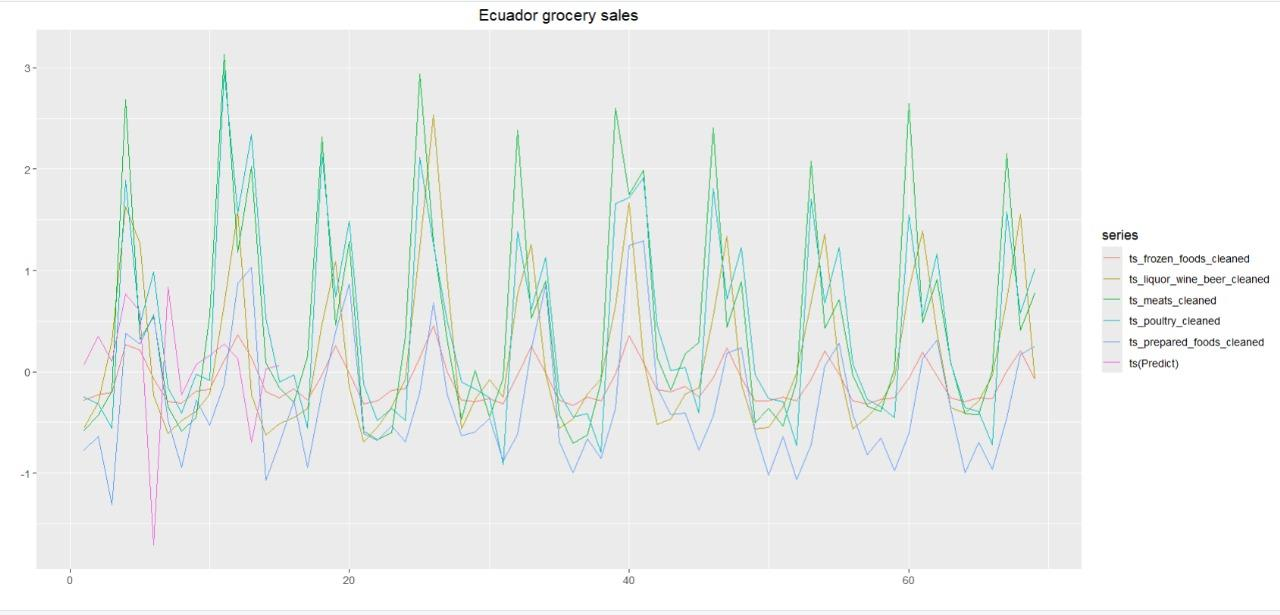 Ecuador grocery sales
3
2
1
0
-1
0 20 40 60
series
ts_frozen_foods_cleaned
ts_liquor_wine_beer_cleaned
ts_meats_cleaned
ts_poultry_cleaned
ts_prepared_foods_cleaned
ts(Predict)